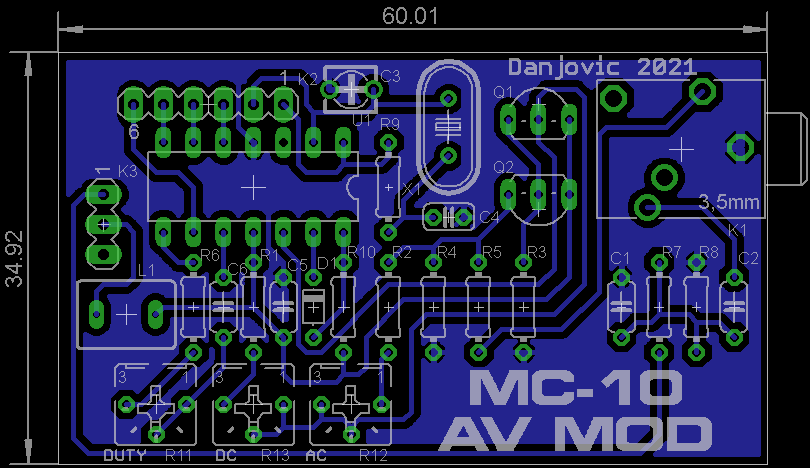 60.01
Danjovic 2021
1 K2 C3
Q1
U1
6
R9
34.92
1 K3
Q2
X1
3,5mm
C4
K1
L1 R6 C6 R1 C5 D1 R10 R2 R4 R5 R3 C1 R7 R8 C2
3 1 3 1 3 1
MC-10
AV MOD
DUTY R11 DC R13 AC R12